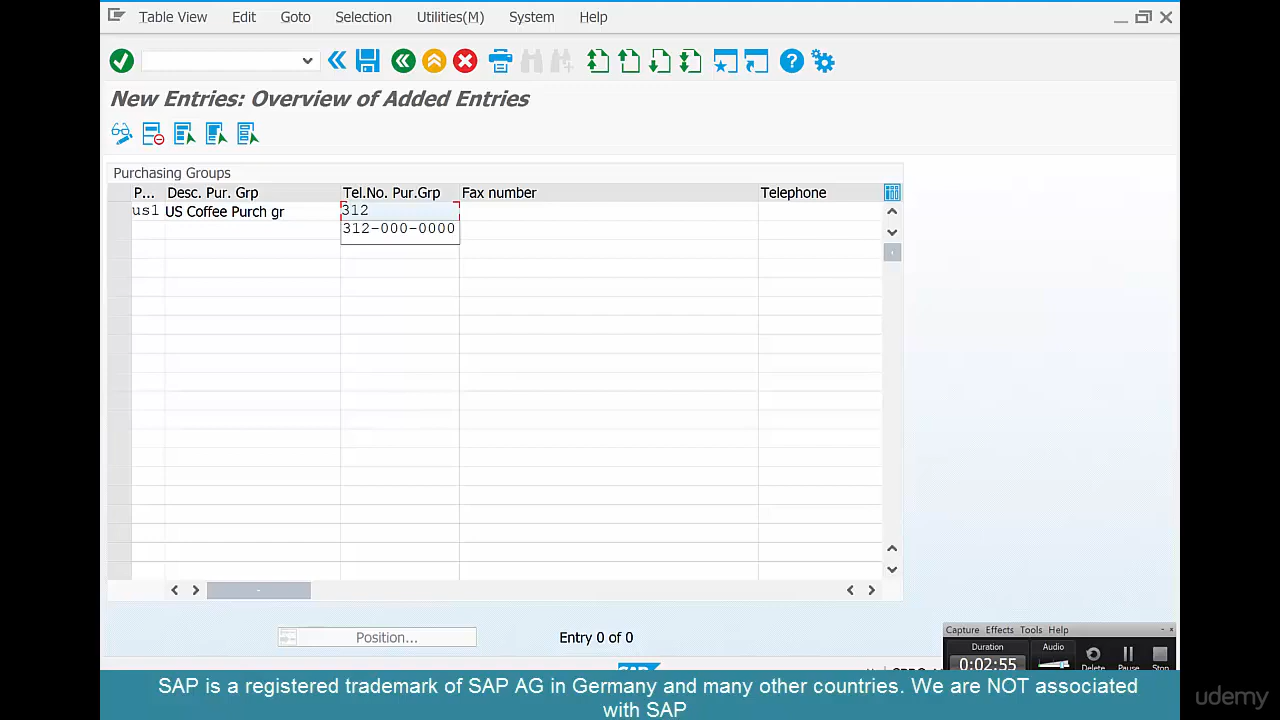 Table View Edit Goto Selection Utilities(M) System Help
New Entries: Overview of Added Entries
Purchasing Groups
P... Desc. Pur. Grp Tel.No. Pur.Grp Fax number Telephone
us1 US Coffee Purch gr 312
312-000-0000
Position... Entry 0 of 0
Capture Effects Tools Help
Duration Audio
0:02:55 Delete Pause Stop
SAP
SAP is a registered trademark of SAP AG in Germany and many other countries. We are NOT associated
with SAP
udemy